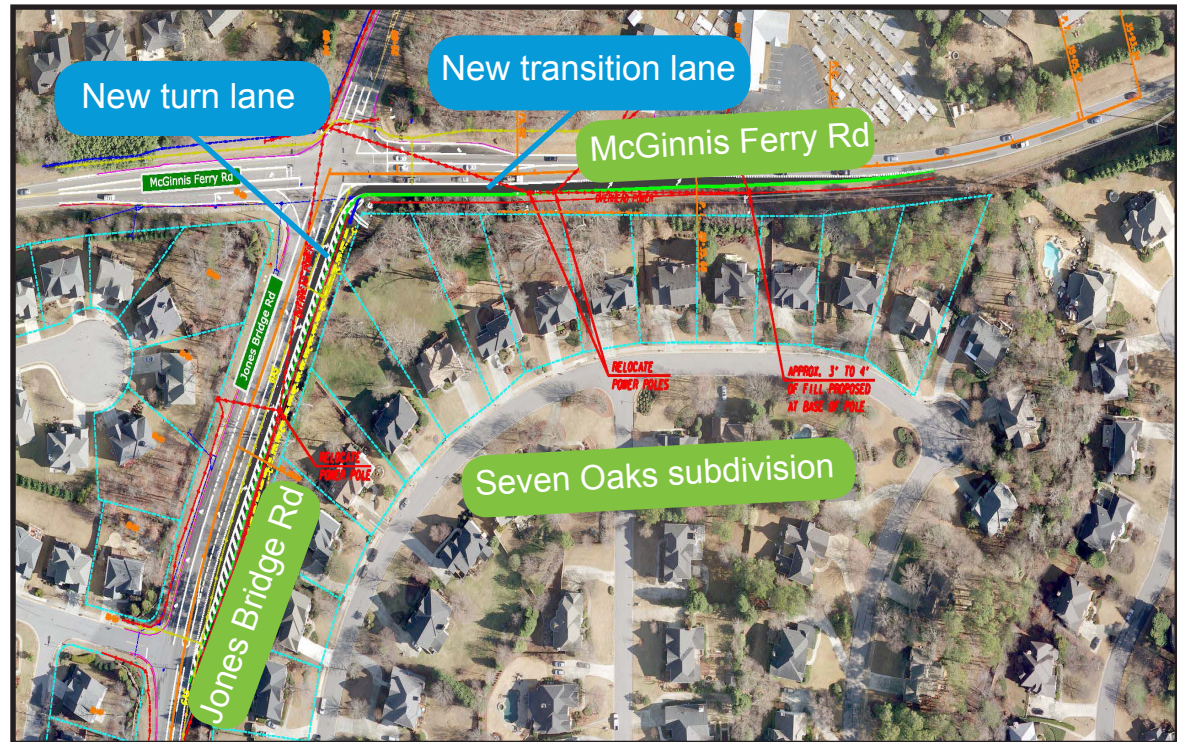 New turn lane
New transition lane
McGinnis Ferry Rd
McGinnis Ferry Rd
OVERHEAD POWER
Jones Bridge Rd
RELOCATE
POWER POLES
APPROX. 3' TO 4'
OF FILL PROPOSED
AT BASE OF POLE
RELOCATE
POWER POLE
Seven Oaks subdivision
Jones Bridge Rd